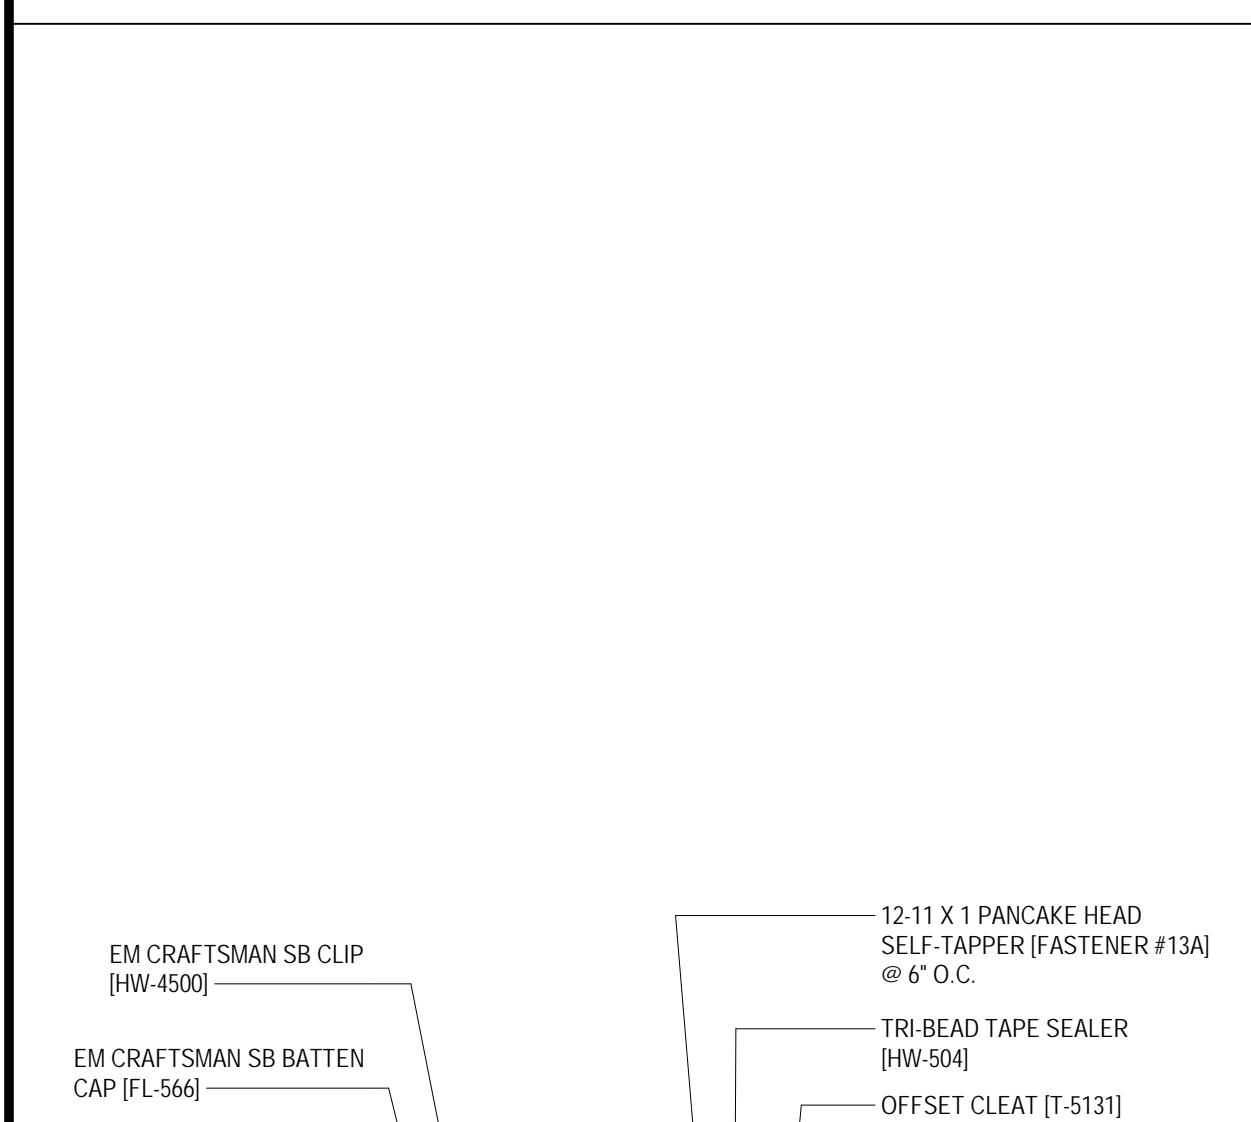 EM CRAFTSMAN SB CLIP
[HW-4500]
EM CRAFTSMAN SB BATTEN
CAP [FL-566]
12-11 X 1 PANCAKE HEAD
SELF-TAPPER [FASTENER #13A]
@ 6" O.C.
TRI-BEAD TAPE SEALER
[HW-504]
OFFSET CLEAT [T-5131]